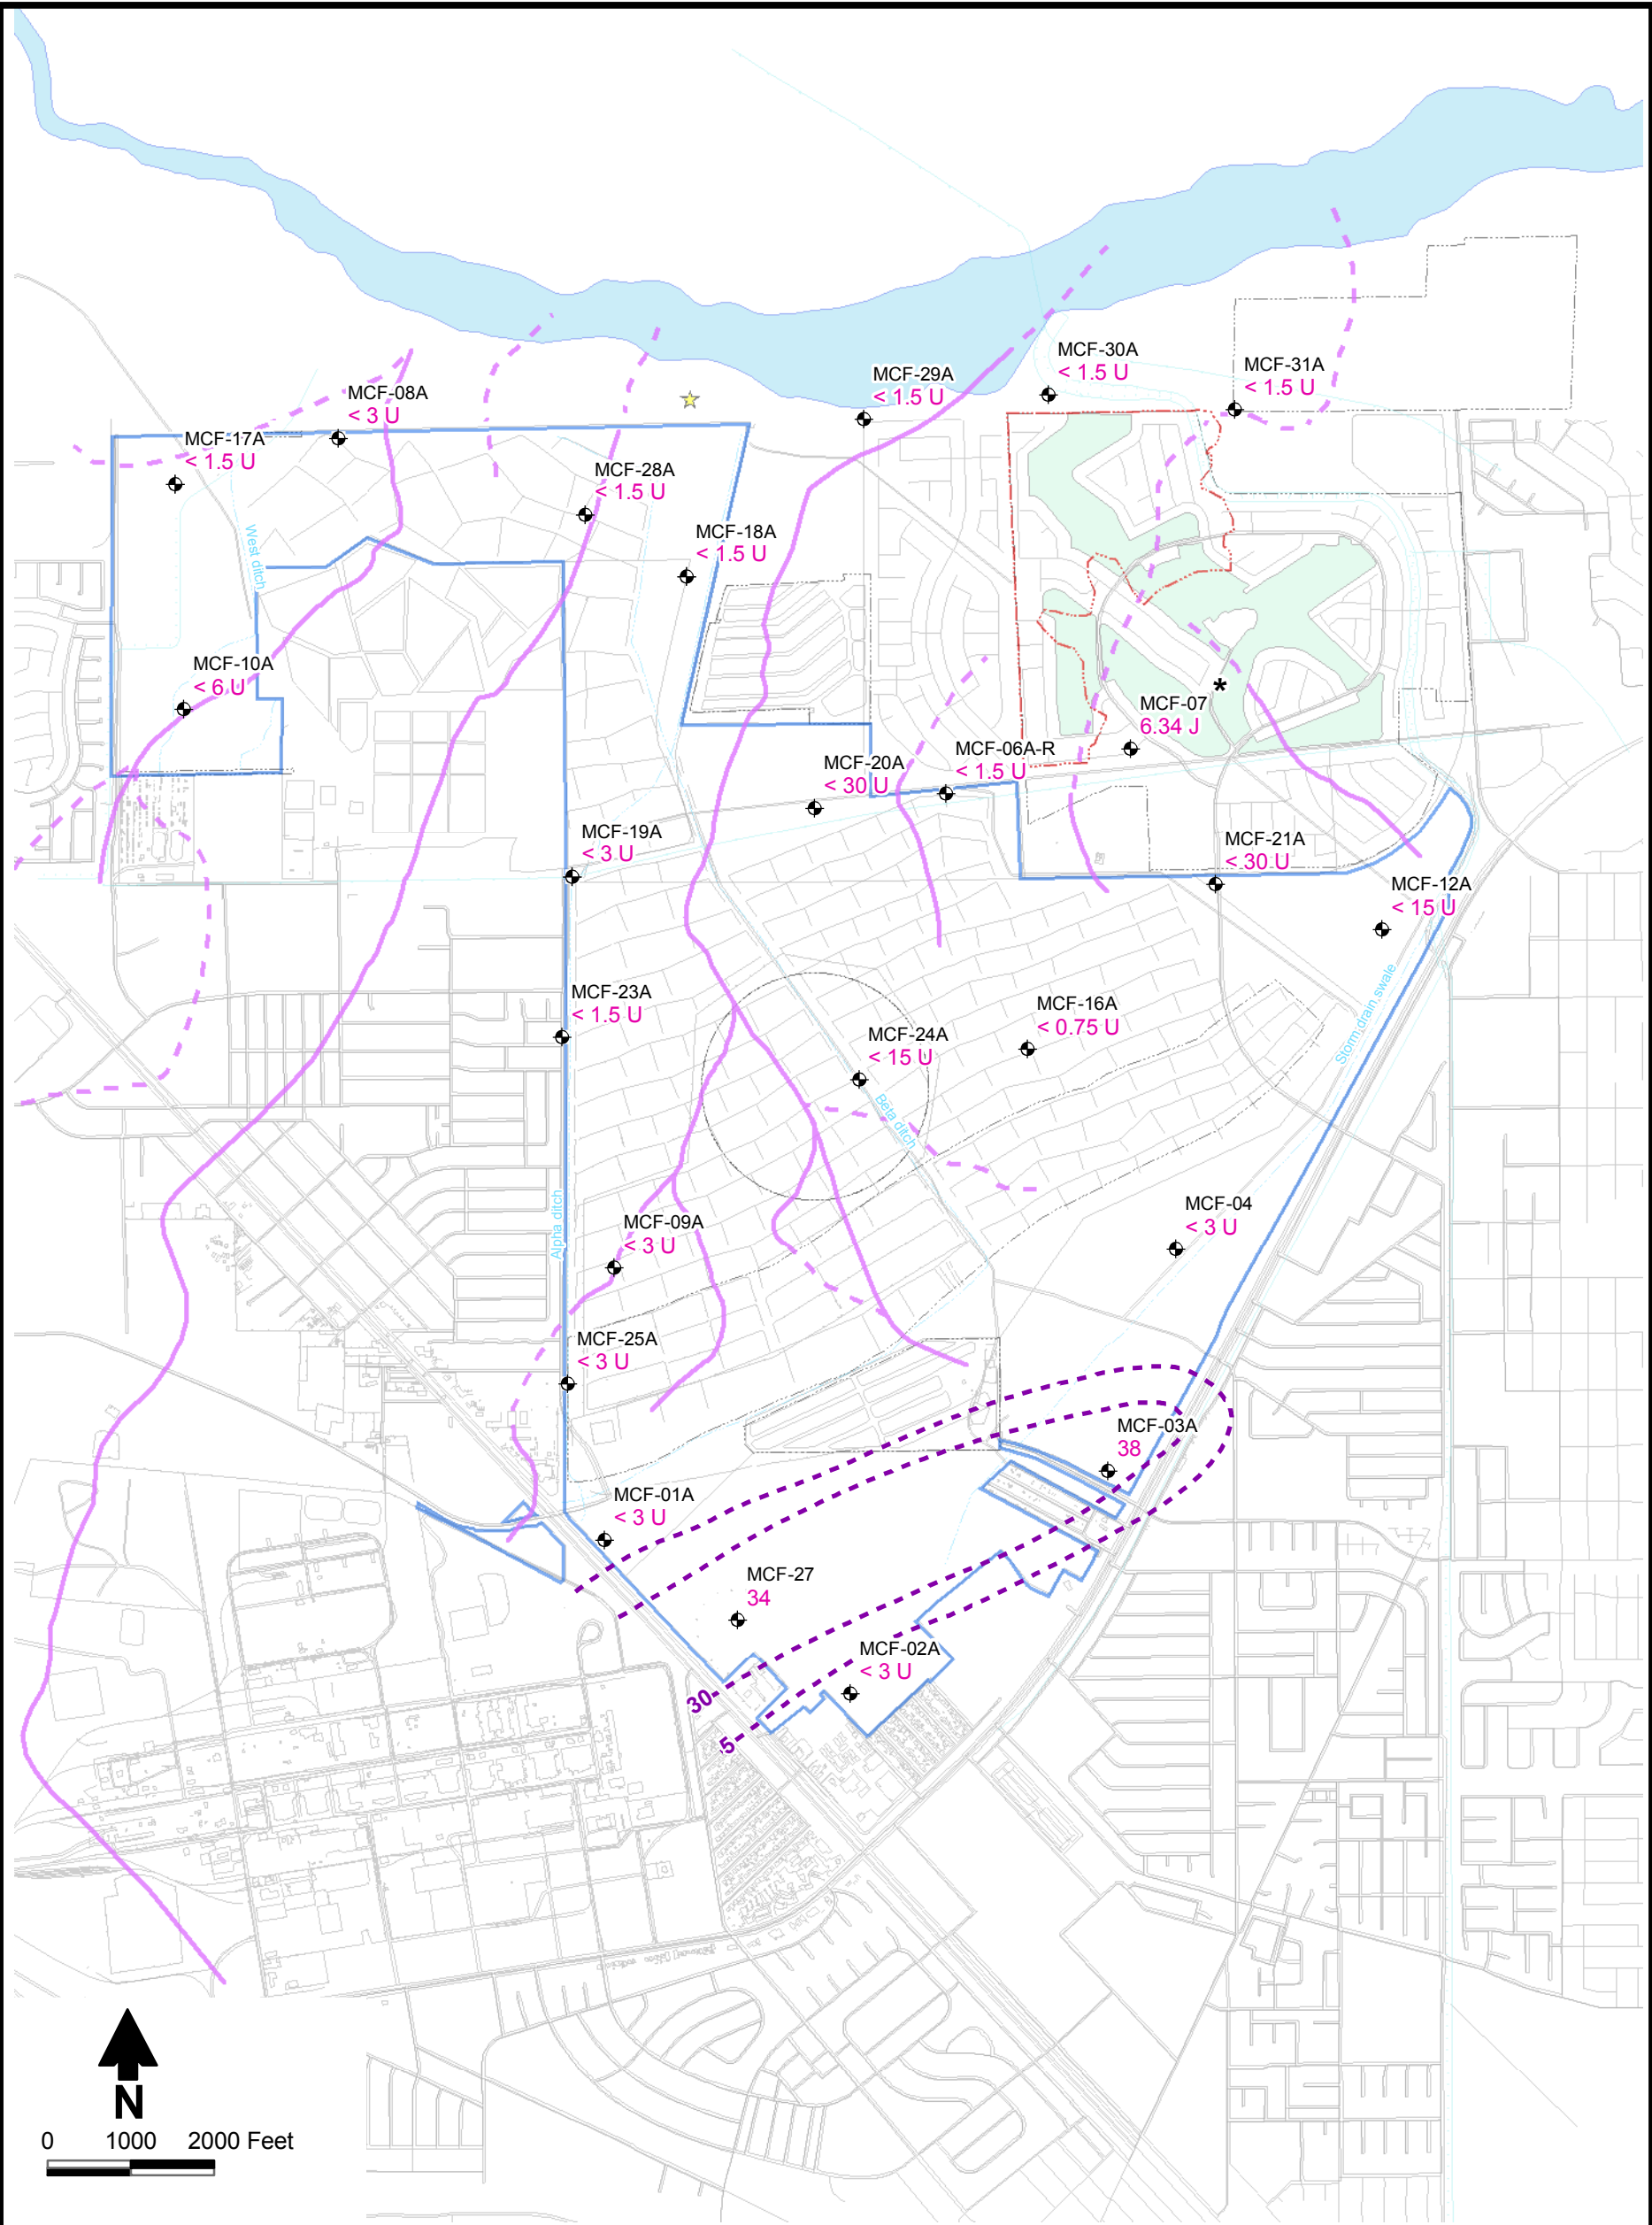 MCF-30A
< 1.5 U
MCF-31A
< 1.5 U
MCF-29A
< 1.5 U
MCF-08A
< 3 U
MCF-17A
< 1.5 U
MCF-28A
< 1.5 U
MCF-18A
< 1.5 U
West ditch
MCF-10A
< 6 U
*
MCF-07
6.34 J
MCF-06A-R
< 1.5 U
MCF-20A
< 30 U
MCF-19A
< 3 U
MCF-21A
< 30 U
MCF-12A
< 15 U
MCF-23A
< 1.5 U
MCF-16A
< 0.75 U
MCF-24A
< 15 U
Storm drain swale
Beta ditch
Alpha ditch
MCF-04
< 3 U
MCF-09A
< 3 U
MCF-25A
< 3 U
MCF-03A
38
MCF-01A
< 3 U
MCF-27
34
MCF-02A
< 3 U
30
5
N
0 1000 2000 Feet